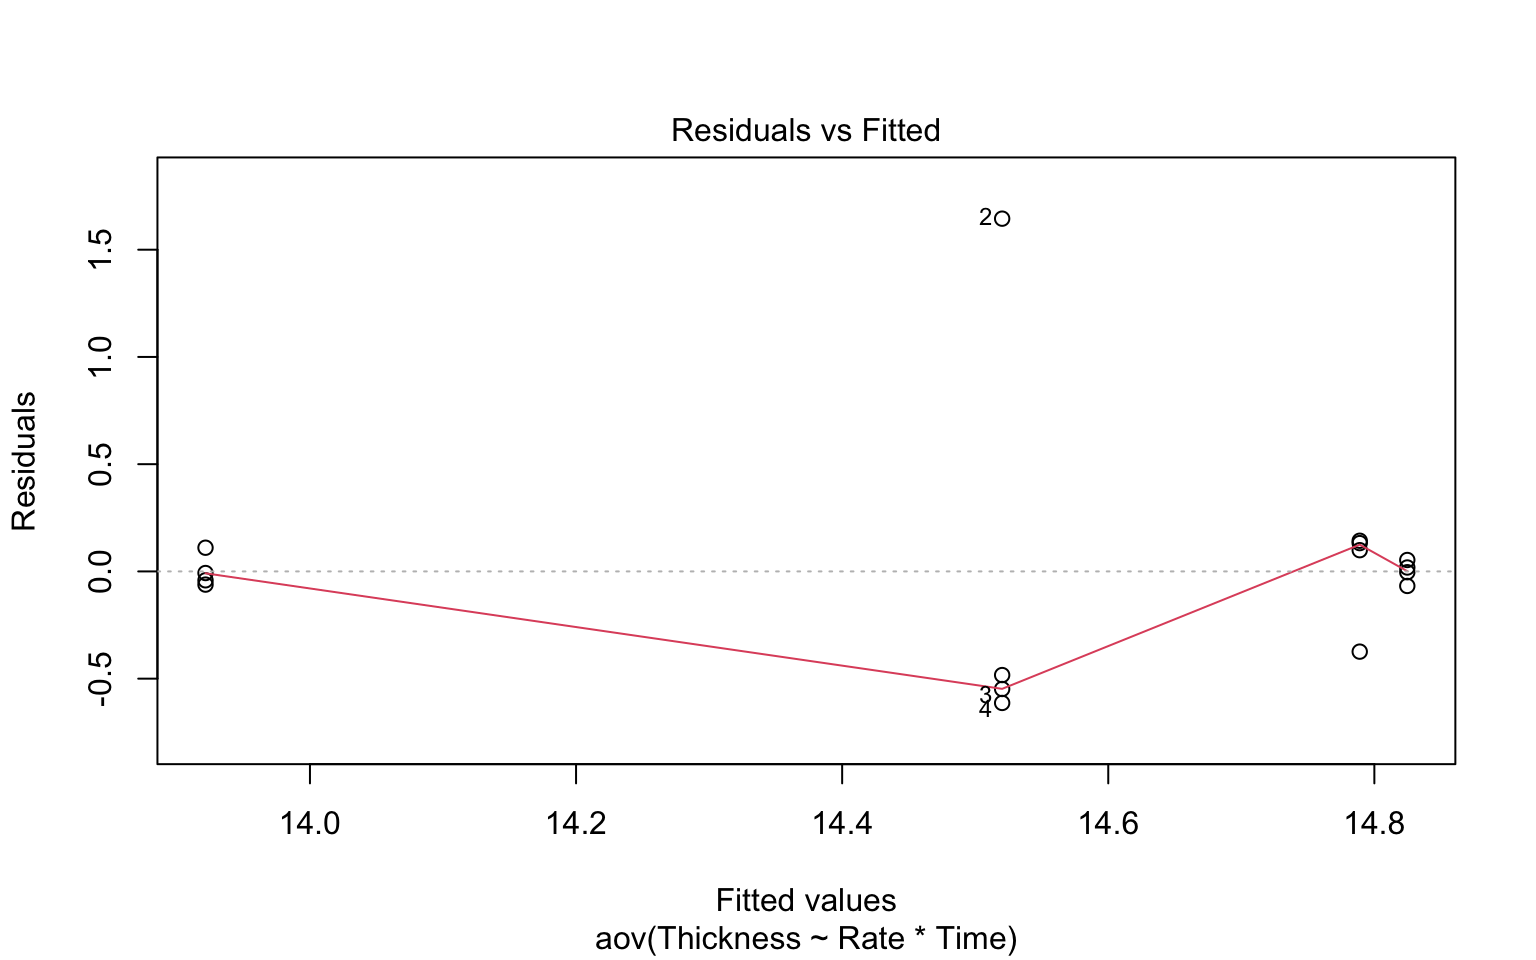 Residuals vs Fitted
Residuals
1.5
1.0
0.5
0.0
-0.5
2
3
4
14.0 14.2 14.4 14.6 14.8
Fitted values
aov(Thickness ~ Rate * Time)